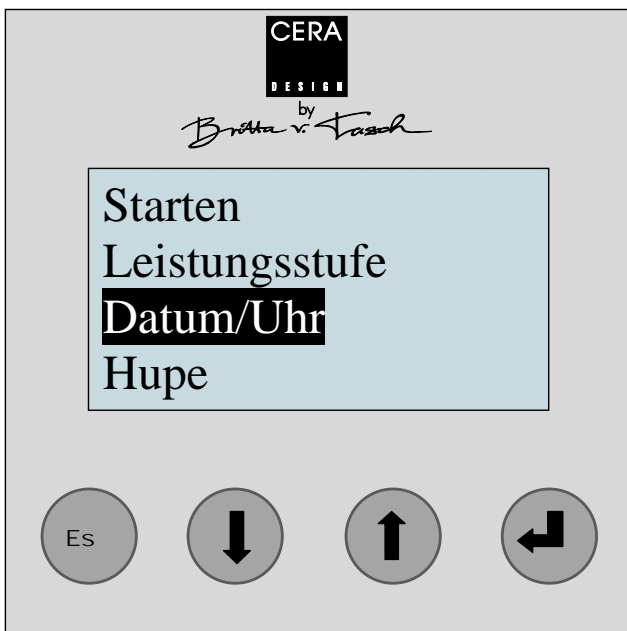 CERA
DESIGN
by
Britta v. Tasch
Starten
Leistungsstufe
Datum/Uhr
Hupe
Es